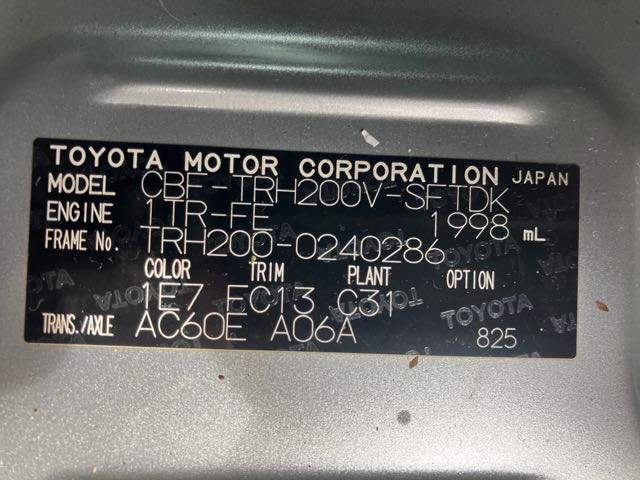 TOYOTA MOTOR CORPORATION JAPAN
MODEL CBF-TRH200V-SFTDK
ENGINE 1TR-FE 1998 mL
FRAME No. TRH200-0240286
COLOR TRIM PLANT OPTION
1E7 EC13 C31
TRANS./AXLE AC60E A06A
825